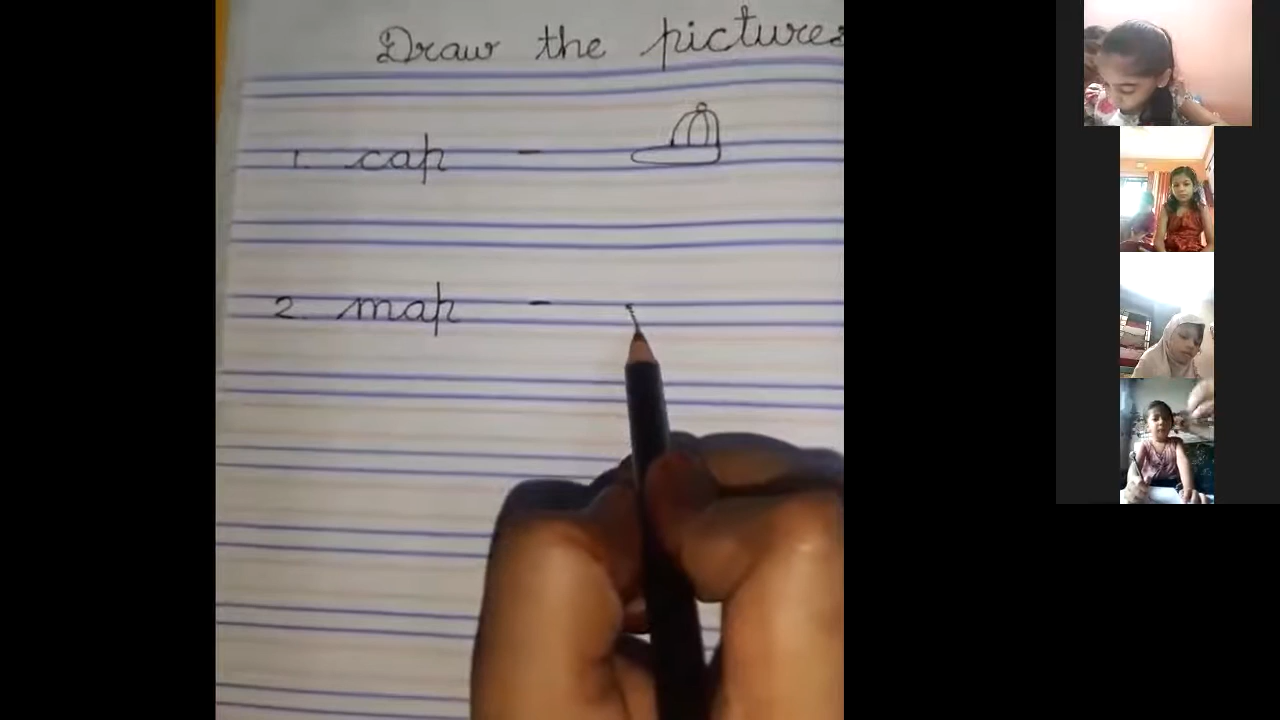 Draw the pictures
1. cap -
2. map -